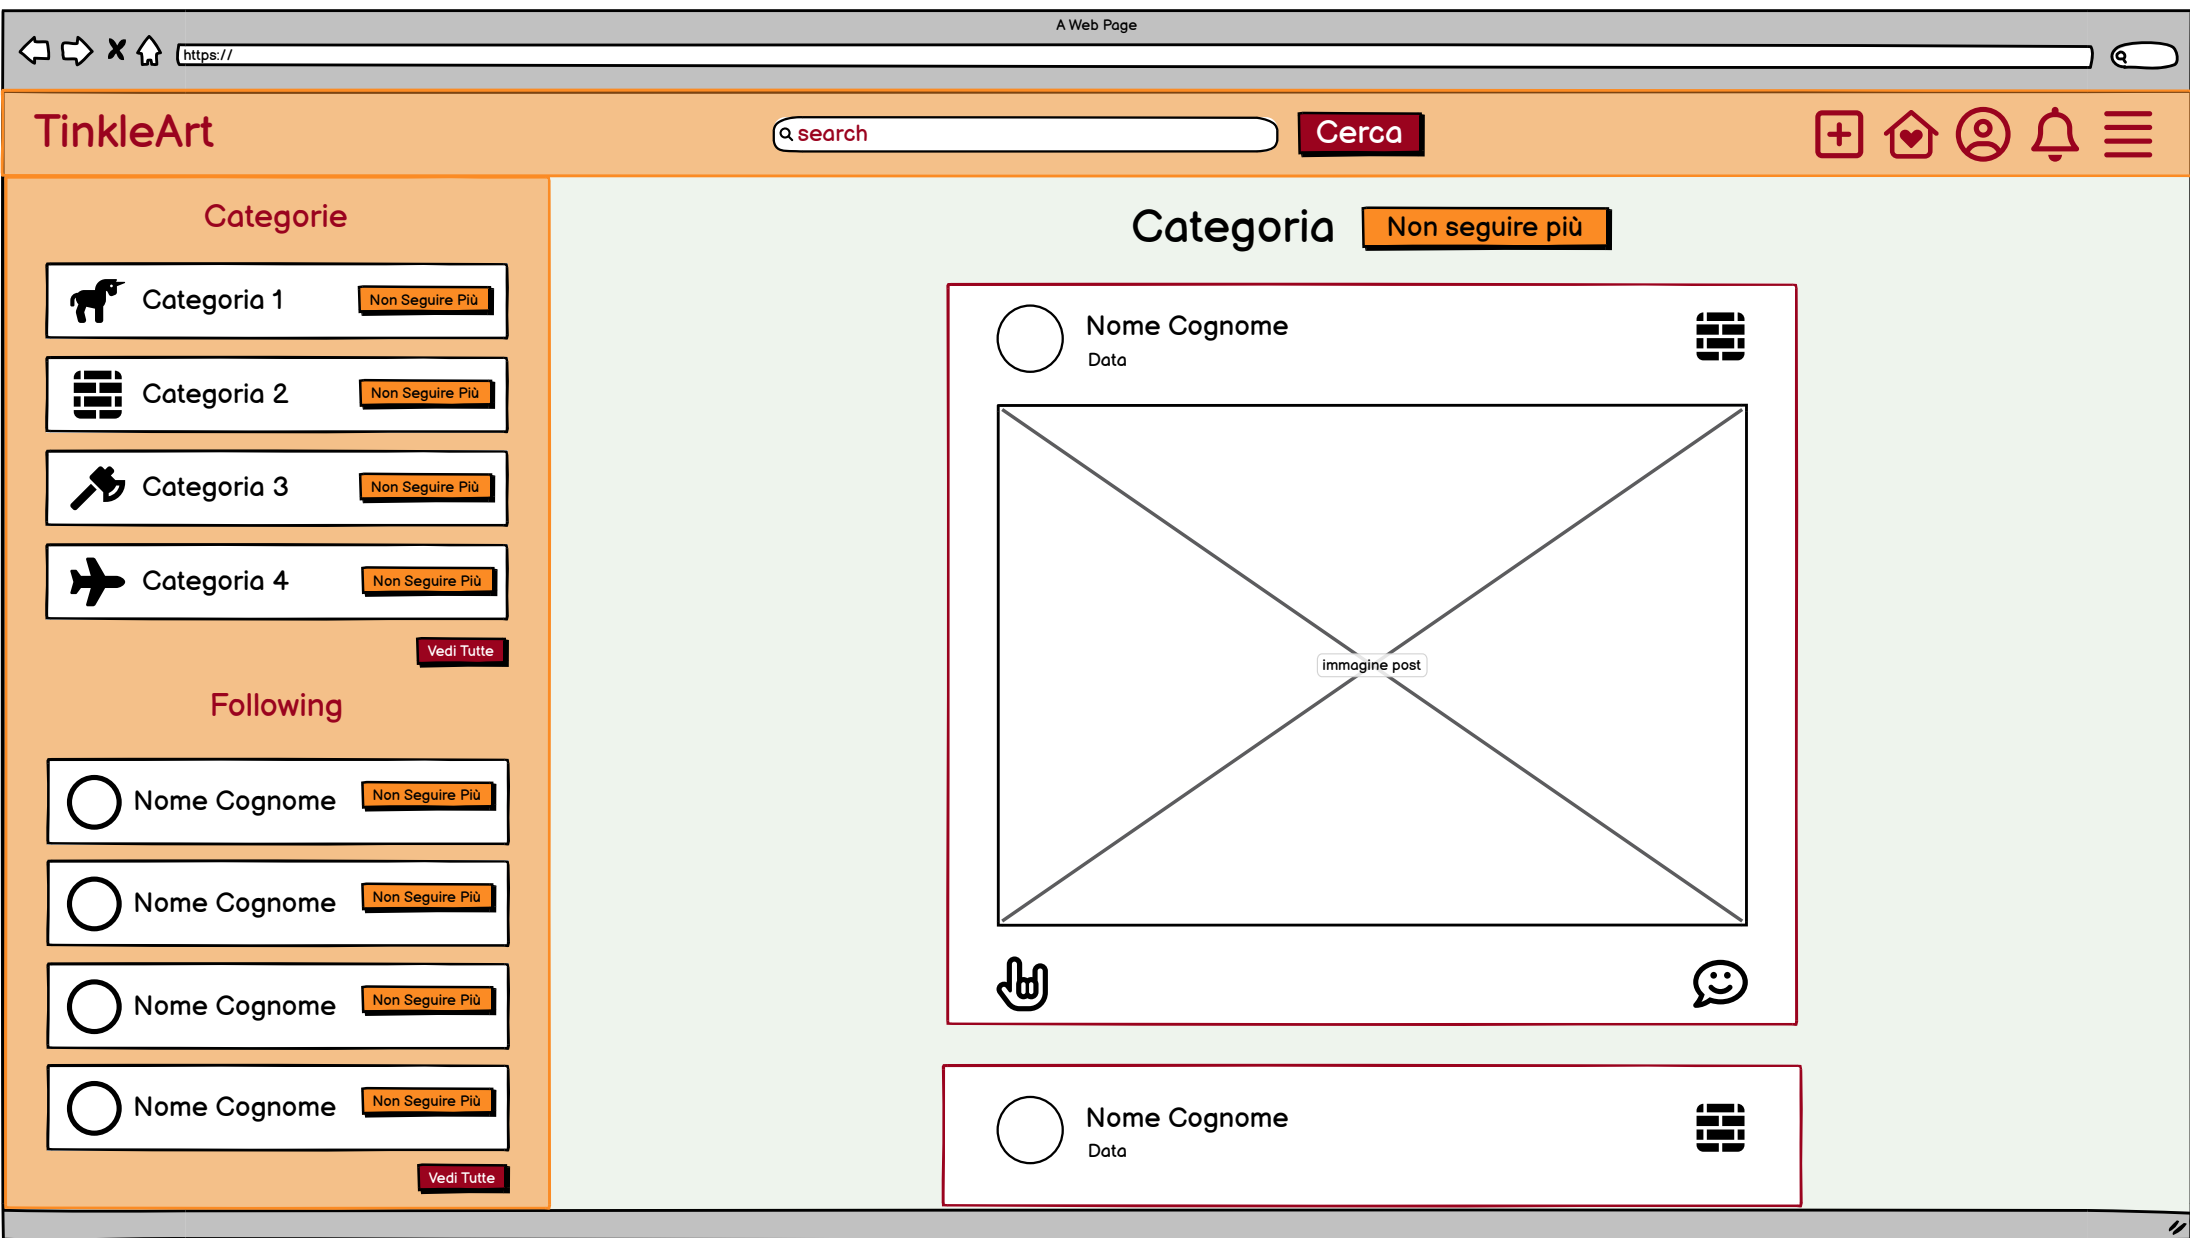 A Web Page
https://
TinkleArt
search
Cerca
Categorie
Categoria 1
Non Seguire Più
Categoria 2
Non Seguire Più
Categoria 3
Non Seguire Più
Categoria 4
Non Seguire Più
Vedi Tutte
Following
Nome Cognome
Non Seguire Più
Nome Cognome
Non Seguire Più
Nome Cognome
Non Seguire Più
Nome Cognome
Non Seguire Più
Vedi Tutte
Categoria
Non seguire più
Nome Cognome
Data
immagine post
Nome Cognome
Data